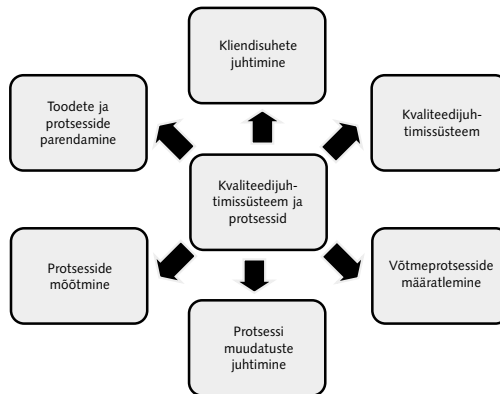 Kliendisuhete
juhtimine
Toodete ja
protsesside
parendamine
Kvaliteedijuh-
timissüsteem
Kvaliteedijuh-
timissüsteem ja
protsessid
Protsesside
mõõtmine
Võtmeprotsesside
määratlemine
Protsessi
muudatuste
juhtimine